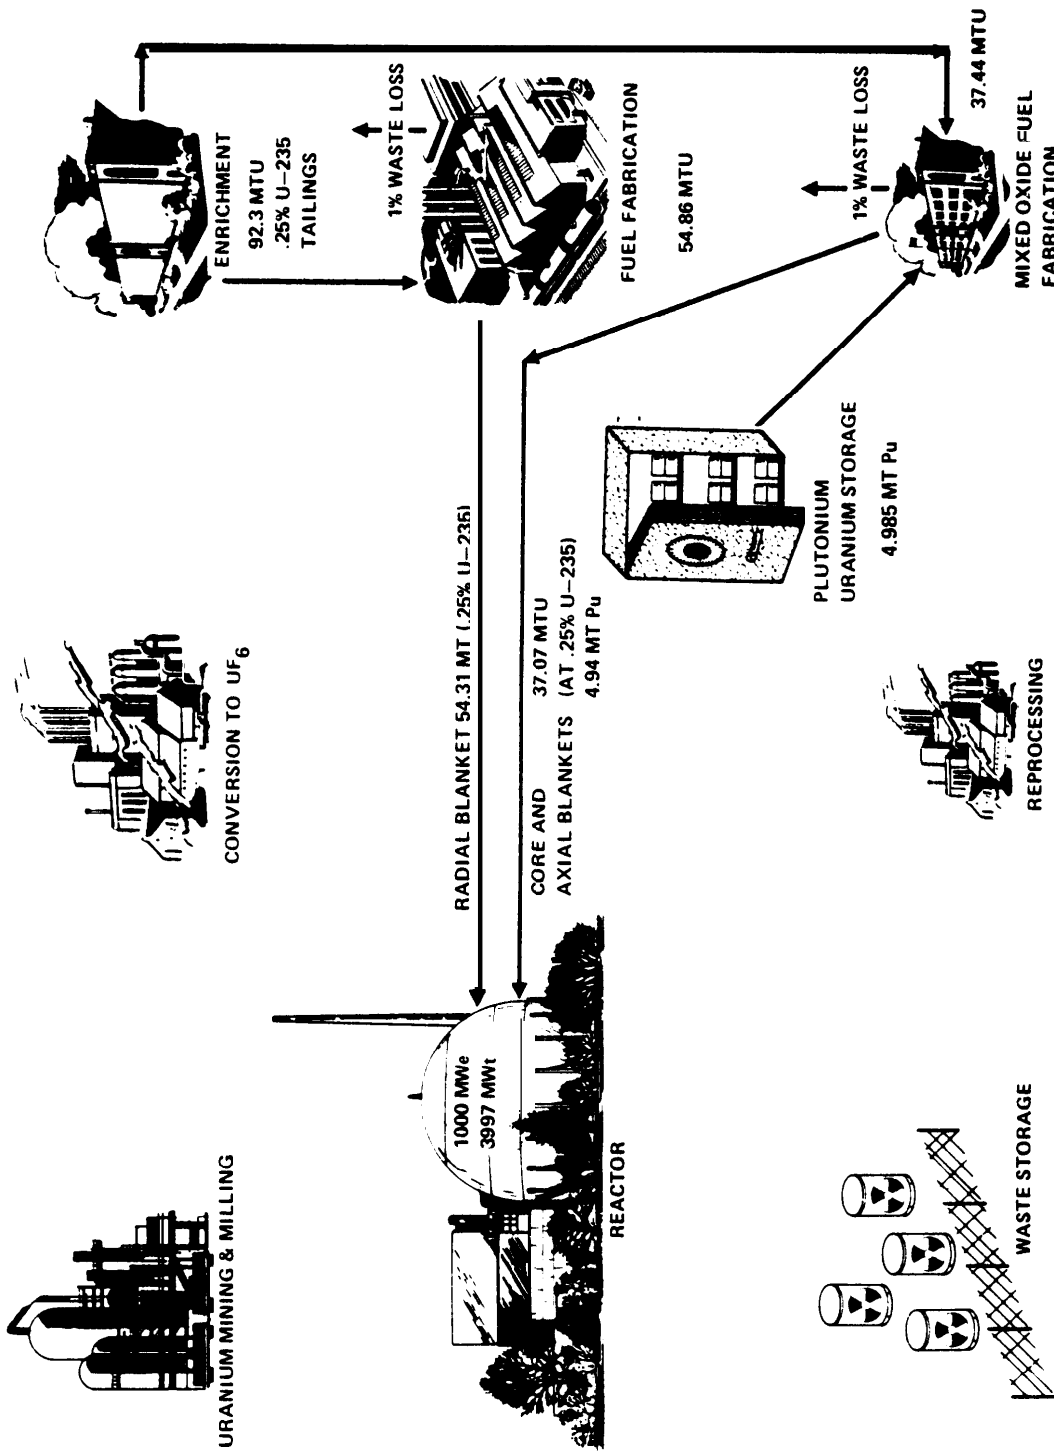 URANIUM MINING & MILLING
CONVERSION TO UF6
ENRICHMENT
92.3 MTU
.25% U–235
TAILINGS
1000 MWe
3997 MWt
REACTOR
RADIAL BLANKET 54.31 MT (.25% U–235)
CORE AND 37.07 MTU
AXIAL BLANKETS (AT .25% U–235)
4.94 MT Pu
1% WASTE LOSS
FUEL FABRICATION
54.86 MTU
PLUTONIUM
URANIUM STORAGE
4.985 MT Pu
WASTE STORAGE
REPROCESSING
1% WASTE LOSS
37.44 MTU
MIXED OXIDE FUEL
FABRICATION